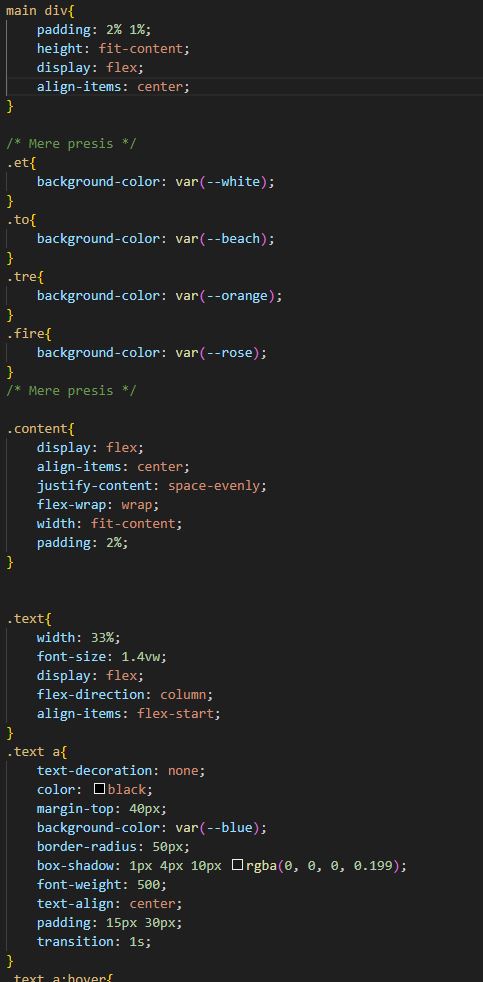 main div{
    padding: 2% 1%;
    height: fit-content;
    display: flex;
    align-items: center;
}
/* Mere presis */
.et{
    background-color: var(--white);
}
.to{
    background-color: var(--beach);
}
.tre{
    background-color: var(--orange);
}
.fire{
    background-color: var(--rose);
}
/* Mere presis */
.content{
    display: flex;
    align-items: center;
    justify-content: space-evenly;
    flex-wrap: wrap;
    width: fit-content;
    padding: 2%;
}
.text{
    width: 33%;
    font-size: 1.4vw;
    display: flex;
    flex-direction: column;
    align-items: flex-start;
}
.text a{
    text-decoration: none;
    color: black;
    margin-top: 40px;
    background-color: var(--blue);
    border-radius: 50px;
    box-shadow: 1px 4px 10px rgba(0, 0, 0, 0.199);
    font-weight: 500;
    text-align: center;
    padding: 15px 30px;
    transition: 1s;
}
.text a:hover{